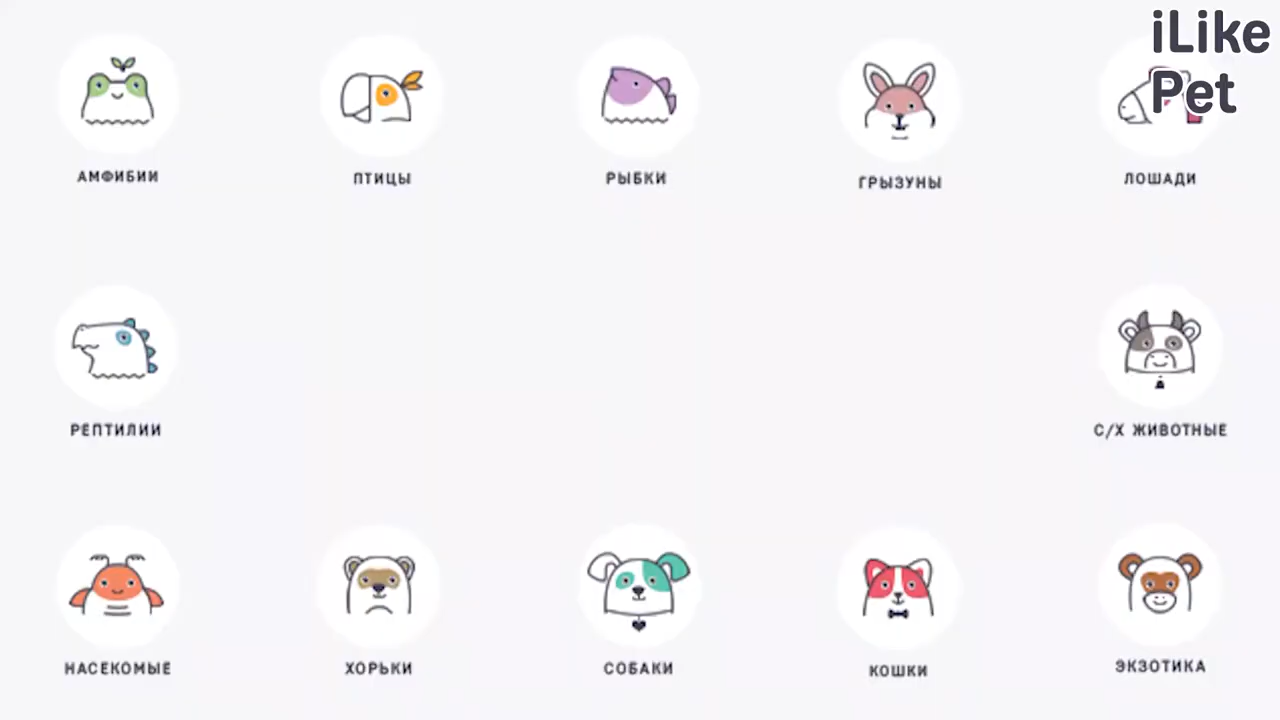 iLike
Pet
АМФИБИИ
ПТИЦЫ
РЫБКИ
ГРЫЗУНЫ
ЛОШАДИ
РЕПТИЛИИ
С/Х ЖИВОТНЫЕ
НАСЕКОМЫЕ
ХОРЬКИ
СОБАКИ
КОШКИ
ЭКЗОТИКА